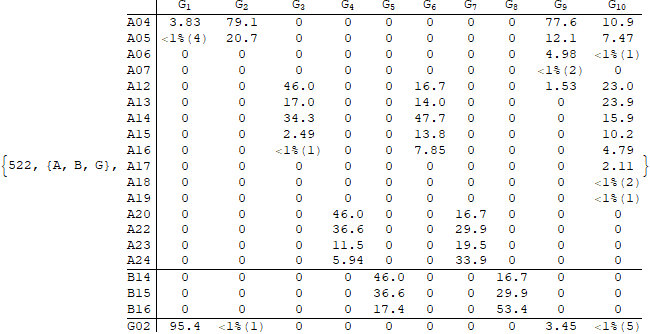 G₁ G₂ G₃ G₄ G₅ G₆ G₇ G₈ G₉ G₁₀
A04 3.83 79.1 0 0 0 0 0 0 77.6 10.9
A05 <1%(4) 20.7 0 0 0 0 0 0 12.1 7.47
A06 0 0 0 0 0 0 0 0 4.98 <1%(1)
A07 0 0 0 0 0 0 0 0 <1%(2) 0
A12 0 0 46.0 0 0 16.7 0 0 1.53 23.0
A13 0 0 17.0 0 0 14.0 0 0 0 23.9
A14 0 0 34.3 0 0 47.7 0 0 0 15.9
A15 0 0 2.49 0 0 13.8 0 0 0 10.2
A16 0 0 <1%(1) 0 0 7.85 0 0 0 4.79
{522, {A, B, G}, A17 0 0 0 0 0 0 0 0 0 2.11 }
A18 0 0 0 0 0 0 0 0 0 <1%(2)
A19 0 0 0 0 0 0 0 0 0 <1%(1)
A20 0 0 0 46.0 0 0 16.7 0 0 0
A22 0 0 0 36.6 0 0 29.9 0 0 0
A23 0 0 0 11.5 0 0 19.5 0 0 0
A24 0 0 0 5.94 0 0 33.9 0 0 0
B14 0 0 0 0 46.0 0 0 16.7 0 0
B15 0 0 0 0 36.6 0 0 29.9 0 0
B16 0 0 0 0 17.4 0 0 53.4 0 0
G02 95.4 <1%(1) 0 0 0 0 0 0 3.45 <1%(5)